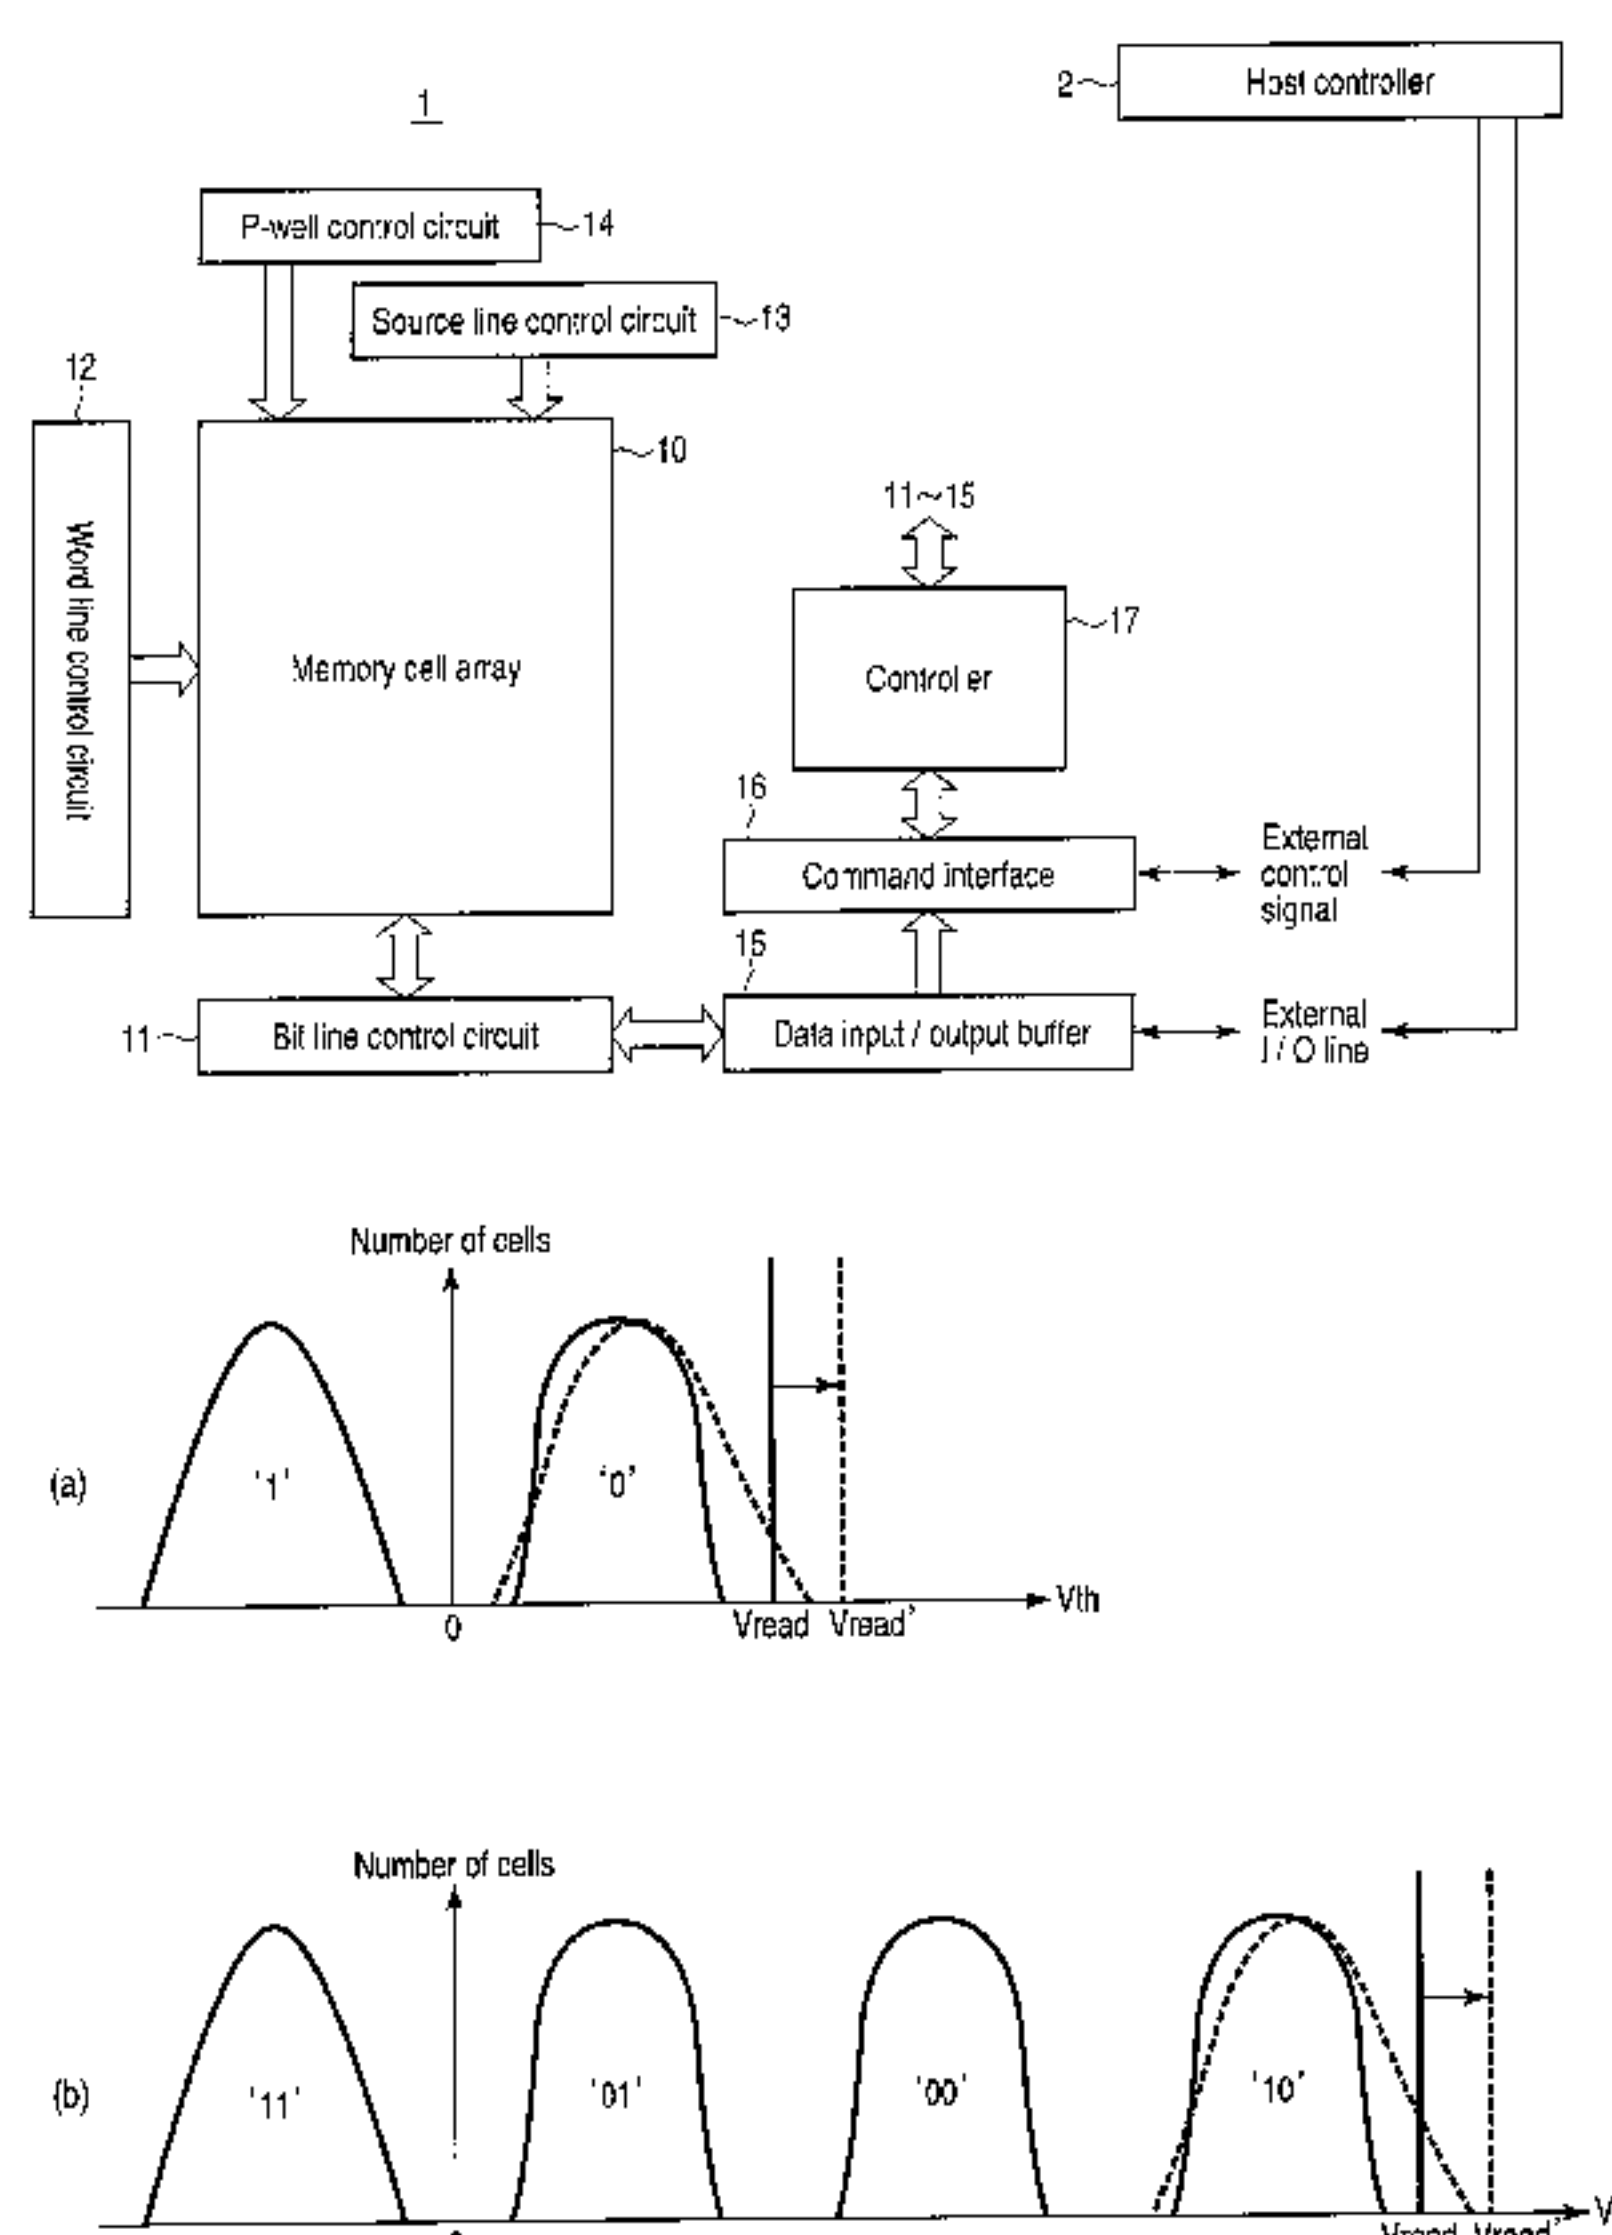 2
Host controller
1
P-well control circuit
14
Source line control circuit
13
12
10
11~15
Word line control circuit
Memory cell array
17
Controller
16
Command interface
External
control
signal
15
11
Bit line control circuit
Data input / output buffer
External
I / O line
Number of cells
(a)
'1'
'0'
0
Vread
Vread'
Vth
Number of cells
(b)
'11'
'01'
'00'
'10'
Vread
Vread'